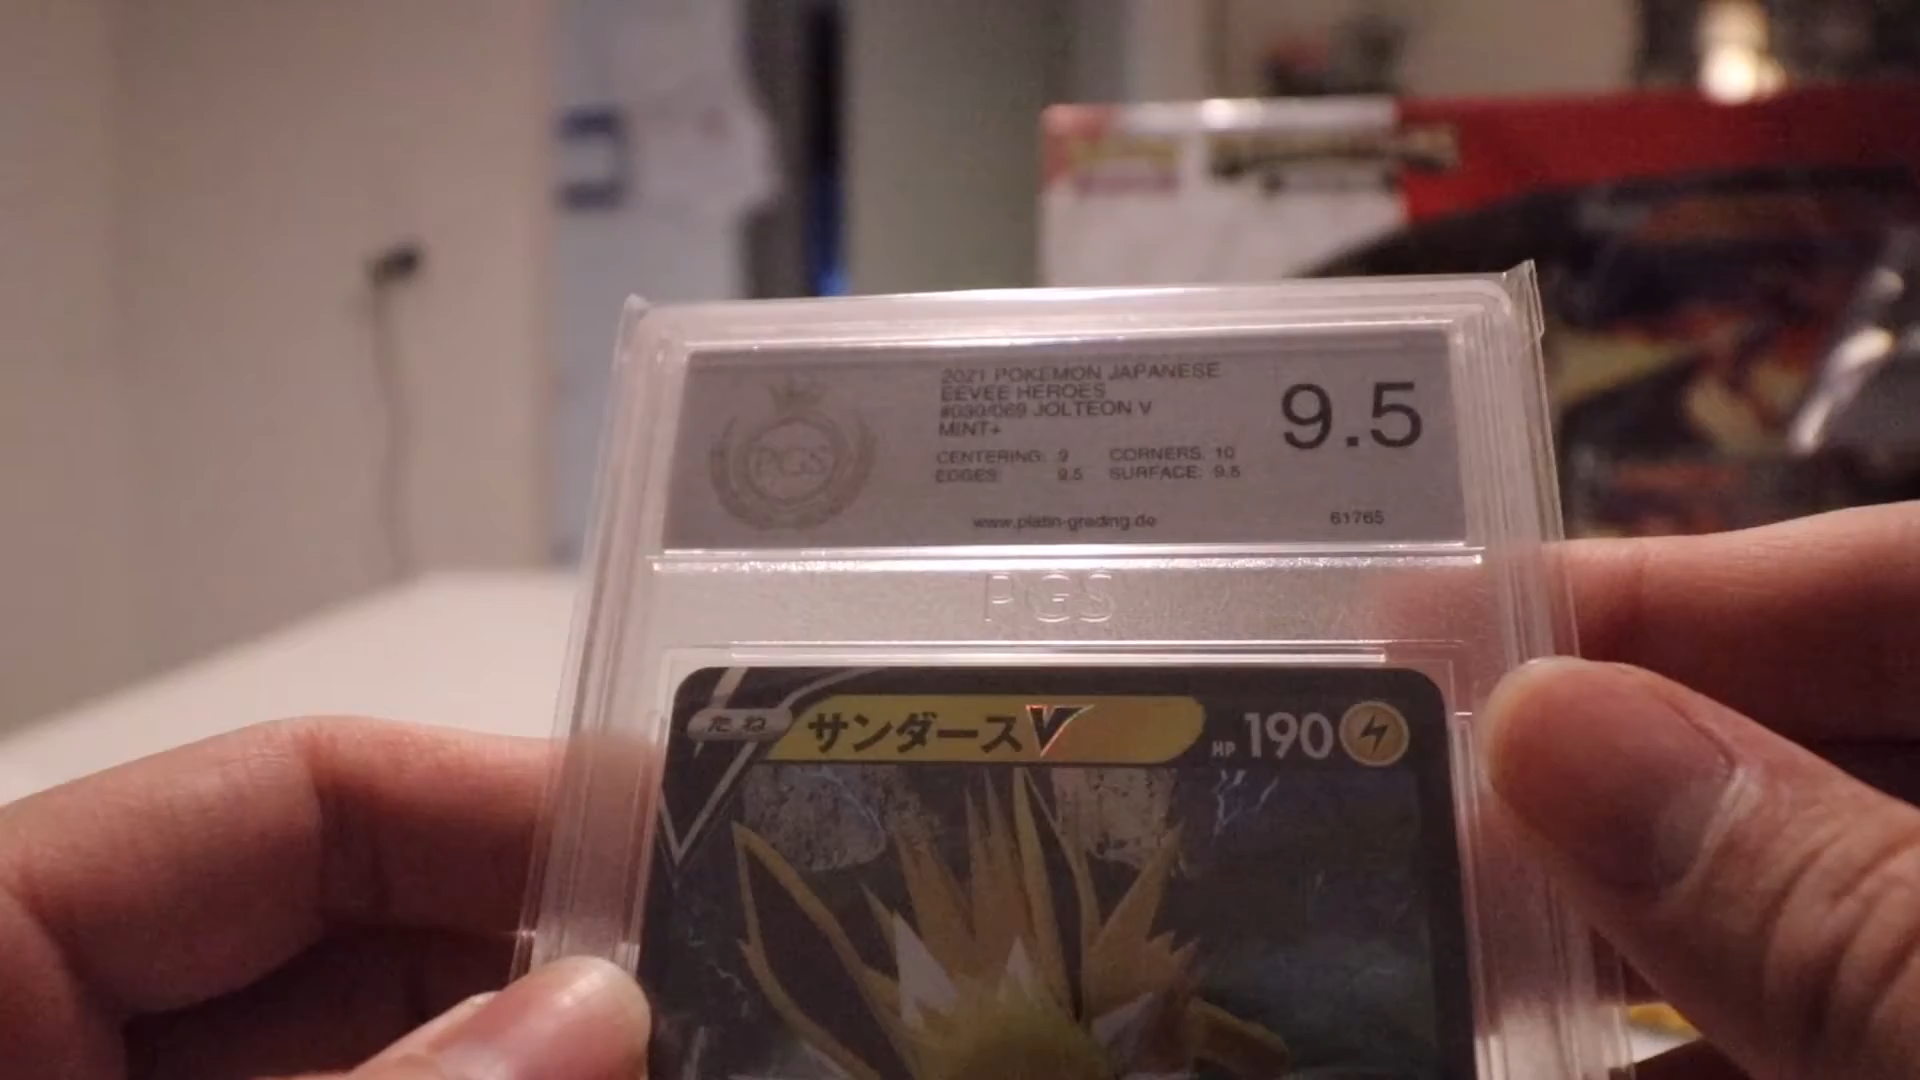 2021 POKEMON JAPANESE
EEVEE HEROES
#030/069 JOLTEON V
MINT+
CENTERING: 9 CORNERS: 10
EDGES: 9.5 SURFACE: 9.5
9.5
PGS
www.platin-grading.de
61765
PGS
たね サンダースV HP 190